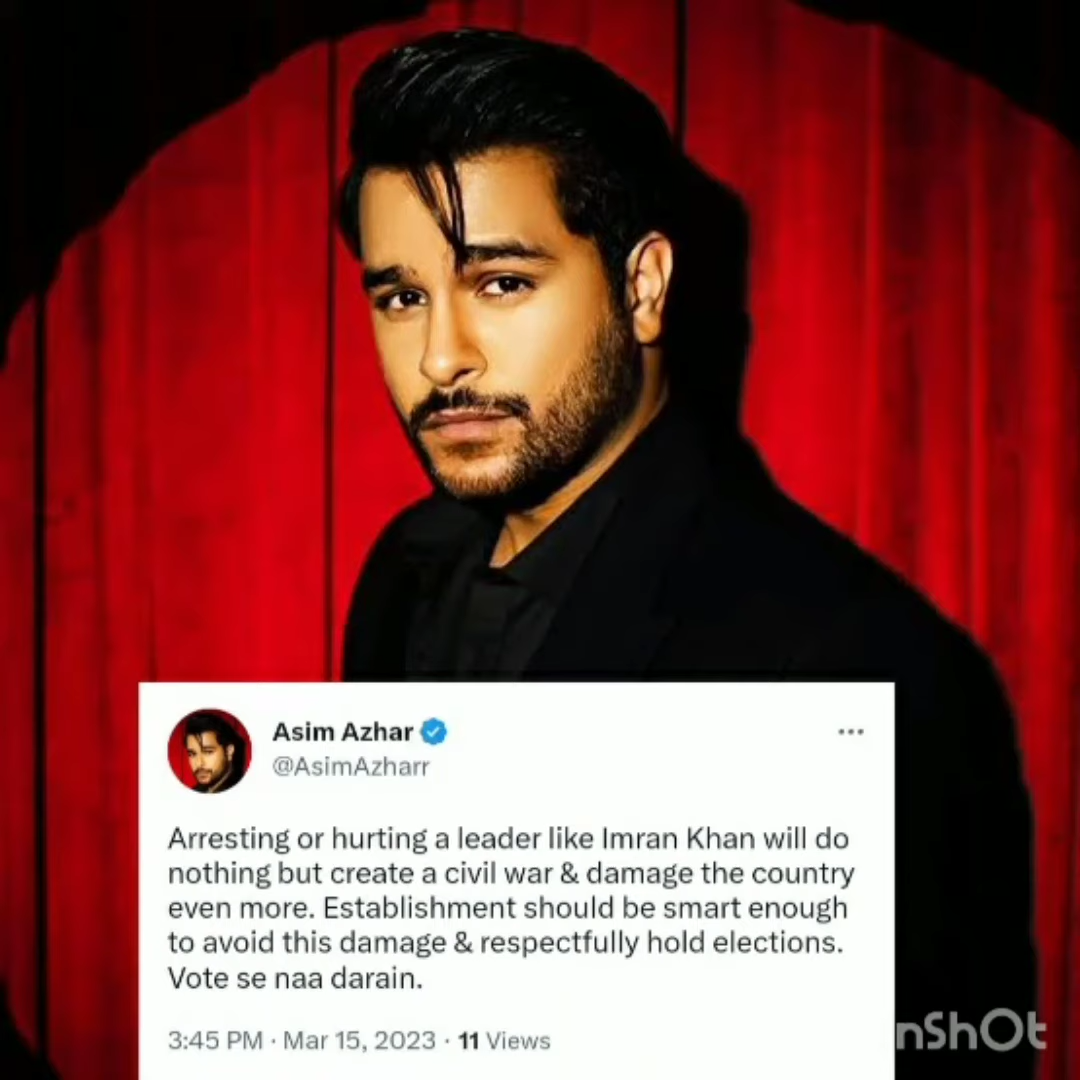 Asim Azhar
@AsimAzharr
Arresting or hurting a leader like Imran Khan will do
nothing but create a civil war & damage the country
even more. Establishment should be smart enough
to avoid this damage & respectfully hold elections.
Vote se naa darain.
3:45 PM · Mar 15, 2023 · 11 Views
nShOt